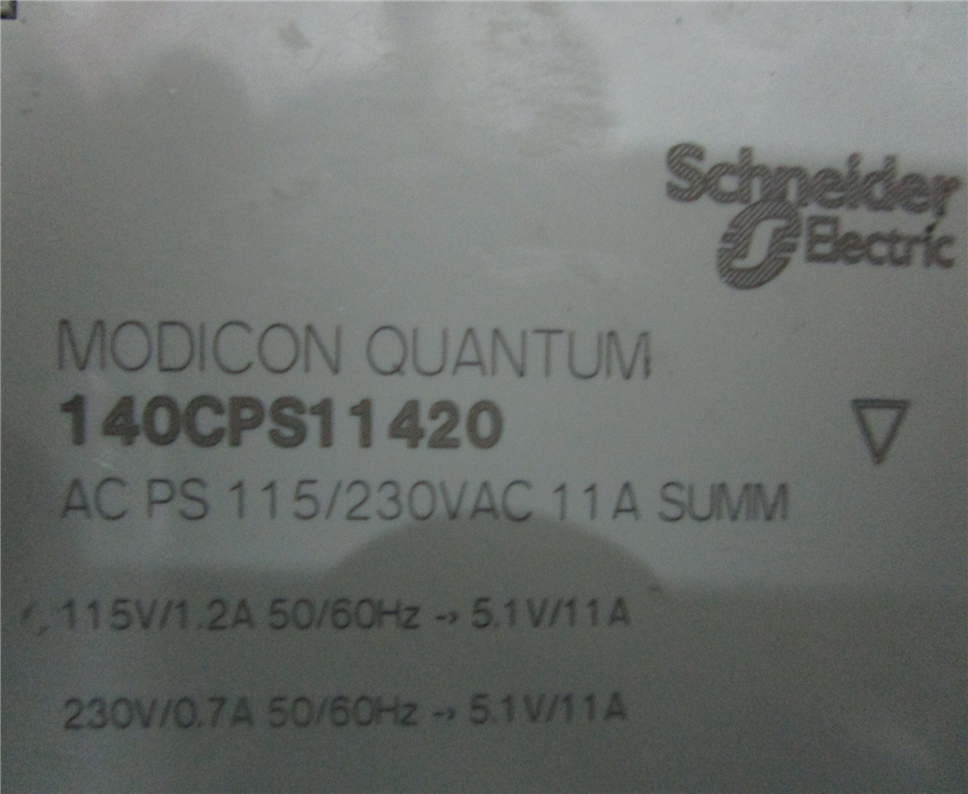 Schneider
Electric
MODICON QUANTUM
140CPS11420
AC PS 115/230VAC 11A SUMM
115V/1.2A 50/60Hz -> 5.1V/11A
230V/0.7A 50/60Hz -> 5.1V/11A